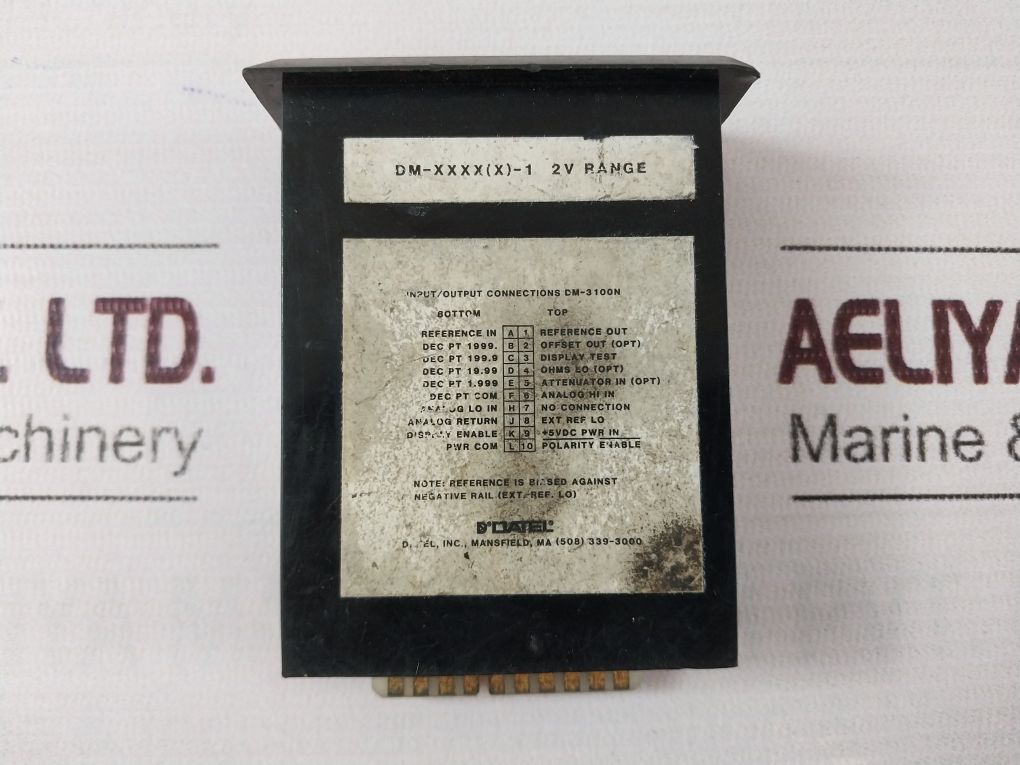 DM-XXXX(X)-1 2V RANGE
INPUT/OUTPUT CONNECTIONS DM-3100N
BOTTOM TOP
REFERENCE IN A 1 REFERENCE OUT
DEC PT 1999. B 2 OFFSET OUT (OPT)
DEC PT 199.9 C 3 DISPLAY TEST
DEC PT 19.99 D 4 OHMS LO (OPT)
DEC PT 1.999 E 5 ATTENUATOR IN (OPT)
DEC PT COM F 6 ANALOG HI IN
ANALOG LO IN H 7 NO CONNECTION
ANALOG RETURN J 8 EXT REF LO
DISPLAY ENABLE K 9 +5VDC PWR IN
PWR COM L 10 POLARITY ENABLE
NOTE: REFERENCE IS BIASED AGAINST
NEGATIVE RAIL (EXT. REF. LO)
DATEL
DATEL, INC., MANSFIELD, MA (508) 339-3000
. LTD.
chinery
AELIYA
Marine &